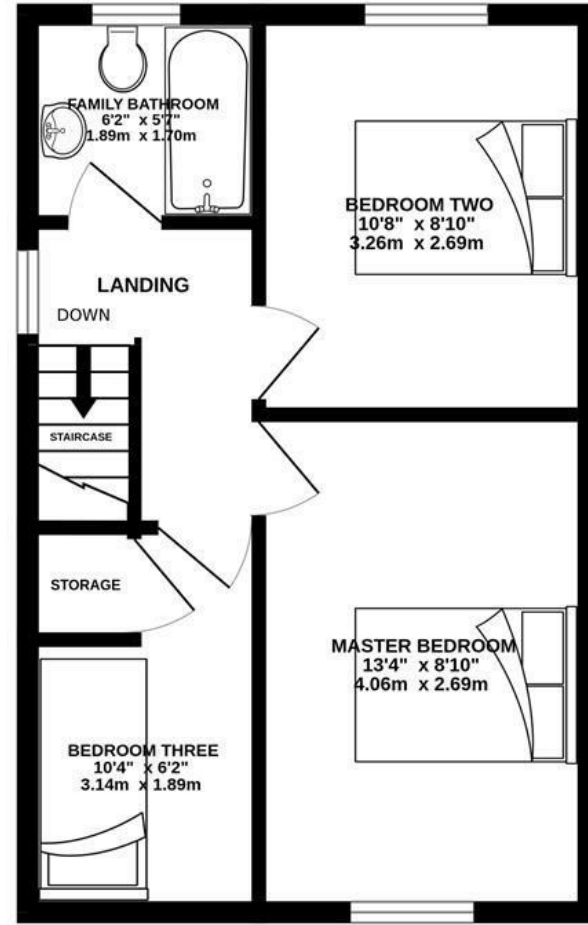 FAMILY BATHROOM
6'2" x 5'7"
1.89m x 1.70m
BEDROOM TWO
10'8" x 8'10"
3.26m x 2.69m
LANDING
DOWN
STAIRCASE
STORAGE
MASTER BEDROOM
13'4" x 8'10"
4.06m x 2.69m
BEDROOM THREE
10'4" x 6'2"
3.14m x 1.89m